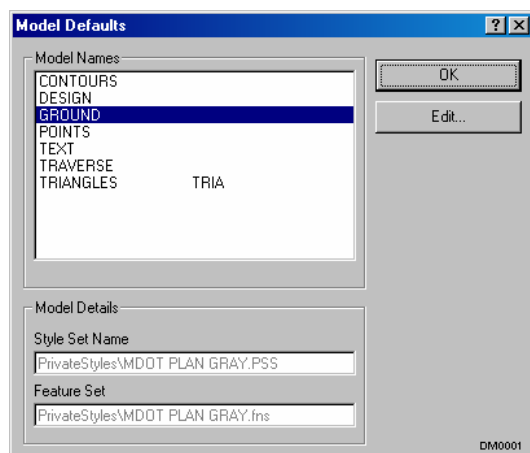 Model Defaults
? ×
Model Names
CONTOURS
DESIGN
GROUND
POINTS
TEXT
TRAVERSE
TRIANGLES TRIA
OK
Edit...
Model Details
Style Set Name
PrivateStyles\MDOT PLAN GRAY.PSS
Feature Set
PrivateStyles\MDOT PLAN GRAY.fns
DM0001